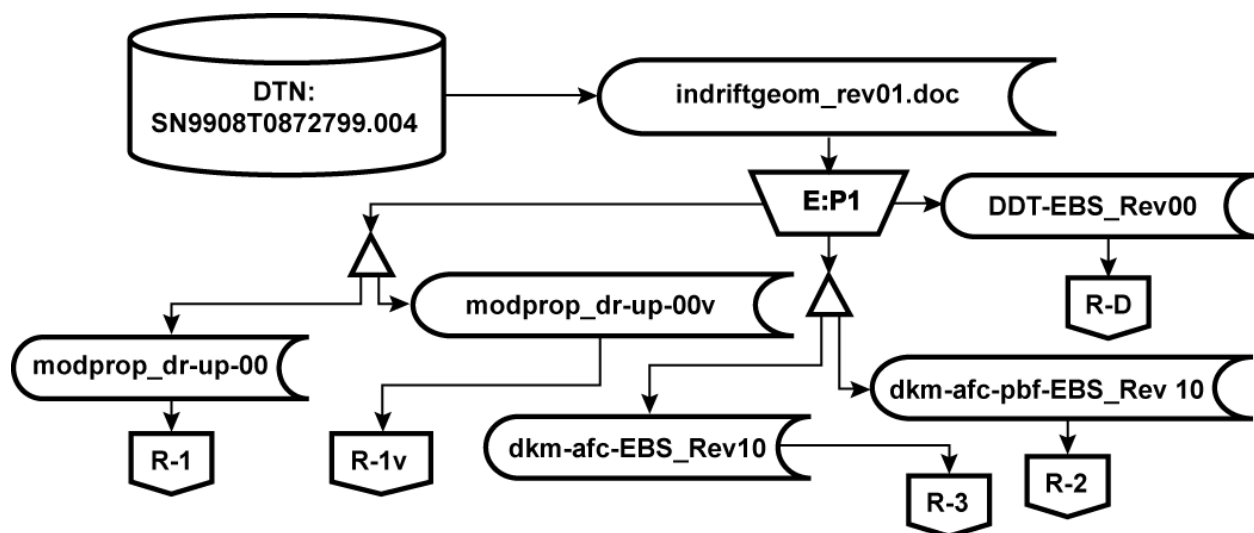 DTN:
SN9908T0872799.004
indriftgeom_rev01.doc
E:P1
DDT-EBS_Rev00
R-D
modprop_dr-up-00v
modprop_dr-up-00
dkm-afc-pbf-EBS_Rev 10
dkm-afc-EBS_Rev10
R-1
R-1v
R-3
R-2